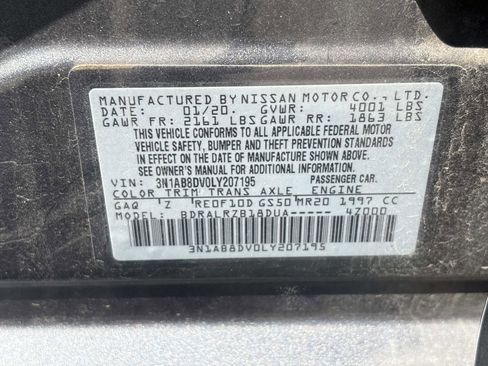 MANUFACTURED BY NISSAN MOTOR CO., LTD.
DATE: 01/20. GVWR: 4001 LBS
GAWR FR: 2161 LBS GAWR RR: 1863 LBS
THIS VEHICLE CONFORMS TO ALL APPLICABLE FEDERAL MOTOR
VEHICLE SAFETY, BUMPER AND THEFT PREVENTION STANDARDS
IN EFFECT ON THE DATE OF MANUFACTURE SHOWN ABOVE.
SEE OWNER'S MANUAL FOR FURTHER INFORMATION.
VIN: 3N1AB8DV0LY207195 PASSENGER CAR.
COLOR TRIM TRANS AXLE ENGINE
GAQ 'Z 'RE0F10D GS50 MR20 1997 CC
MODEL: BDRALRZB18DUA----- 4Z000
3N1AB8DV0LY207195